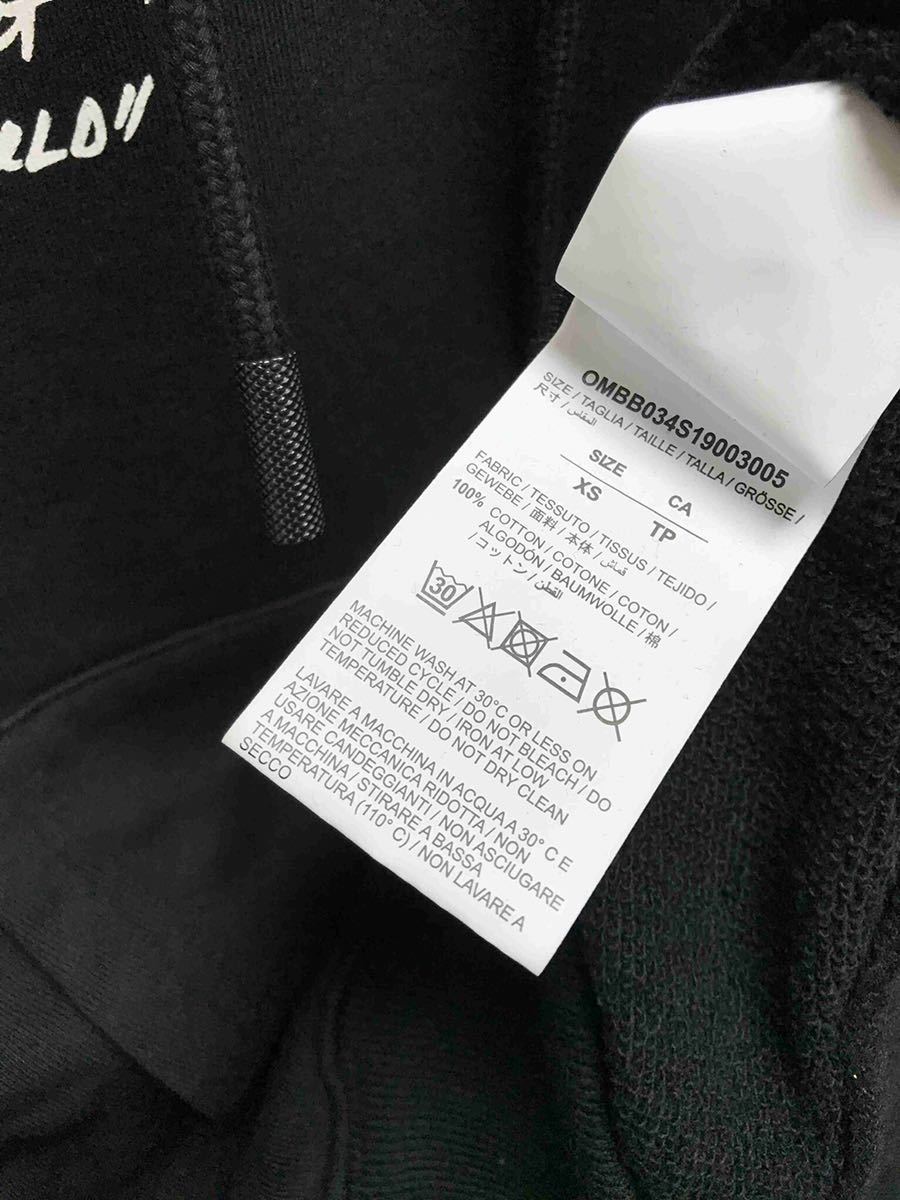 RLD"
OMBB034S19003005
SIZE / TAGLIA / TAILLE / TALLA / GRÖSSE /
尺寸 / المقاس
SIZE CA
XS TP
FABRIC / TESSUTO / TISSUS / TEJIDO /
GEWEBE / 面料 / 本体 / قماش
100% COTTON / COTONE / COTON /
ALGODÓN / BAUMWOLLE / 棉
/ コットン / القطن
30
MACHINE WASH AT 30°C OR LESS ON
REDUCED CYCLE / DO NOT BLEACH / DO
NOT TUMBLE DRY / IRON AT LOW
TEMPERATURE / DO NOT DRY CLEAN
LAVARE A MACCHINA IN ACQUA A 30° C E
AZIONE MECCANICA RIDOTTA / NON
USARE CANDEGGIANTI / NON ASCIUGARE
A MACCHINA / STIRARE A BASSA
TEMPERATURA (110° C) / NON LAVARE A
SECCO